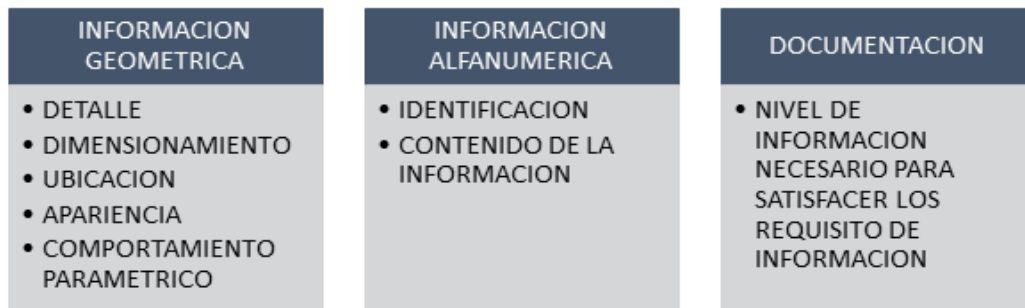 INFORMACION
GEOMETRICA
• DETALLE
• DIMENSIONAMIENTO
• UBICACION
• APARIENCIA
• COMPORTAMIENTO
PARAMETRICO
INFORMACION
ALFANUMERICA
• IDENTIFICACION
• CONTENIDO DE LA
INFORMACION
DOCUMENTACION
• NIVEL DE
INFORMACION
NECESARIO PARA
SATISFACER LOS
REQUISITO DE
INFORMACION